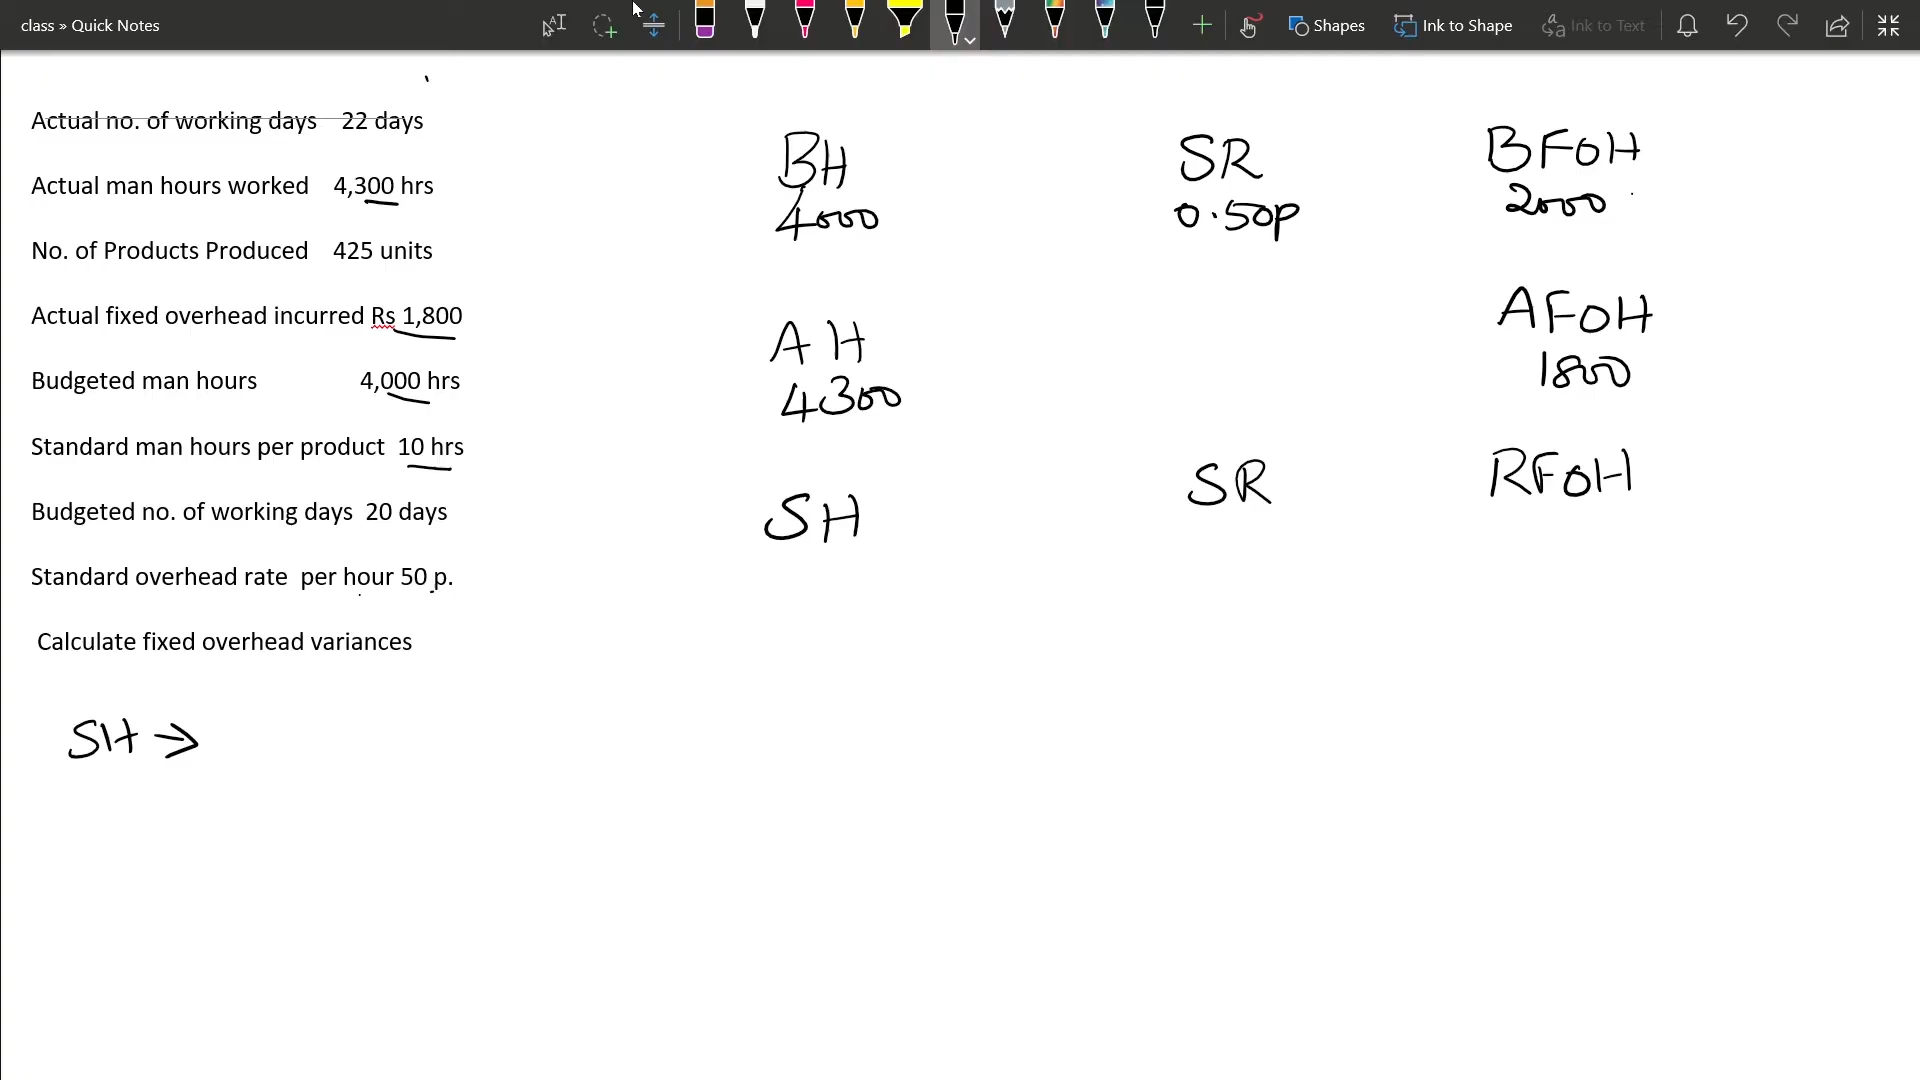 class » Quick Notes
Shapes
Ink to Shape
Ink to Text
Actual no. of working days 22 days
Actual man hours worked 4,300 hrs
No. of Products Produced 425 units
Actual fixed overhead incurred Rs 1,800
Budgeted man hours 4,000 hrs
Standard man hours per product 10 hrs
Budgeted no. of working days 20 days
Standard overhead rate per hour 50 p.
Calculate fixed overhead variances
SH →
BH SR BFOH
4000 0.50p 2000
AH AFOH
4300 1800
SH SR RFOH